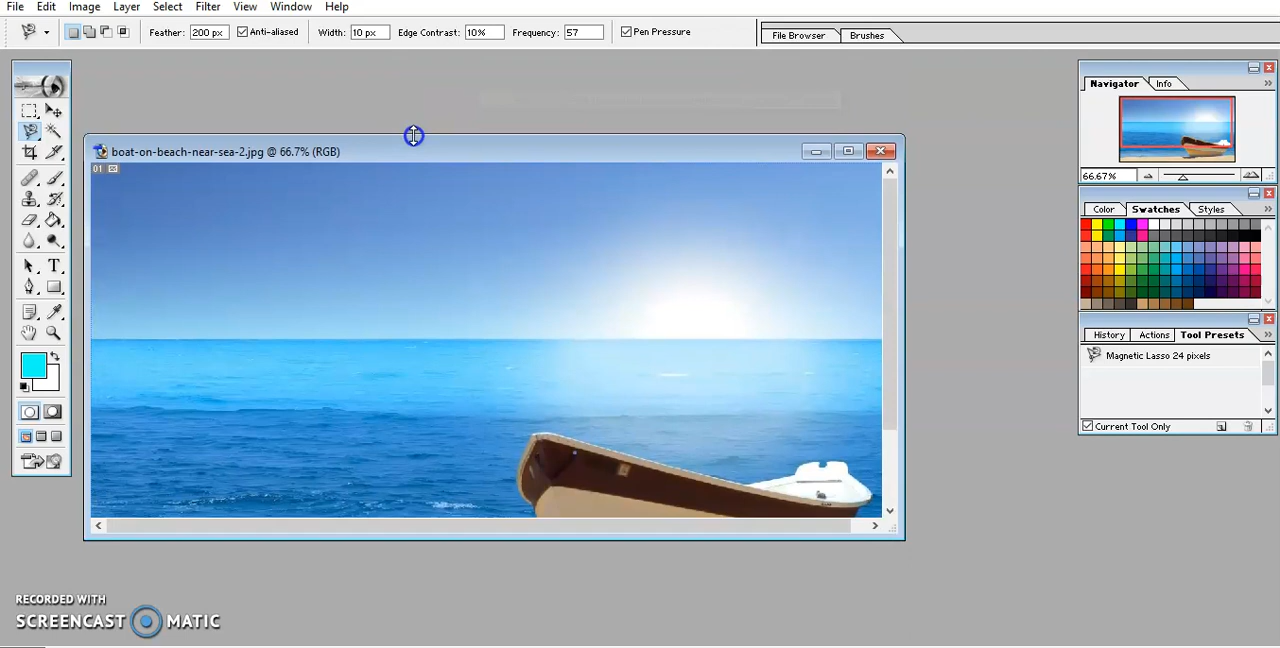 File Edit Image Layer Select Filter View Window Help
Feather: 200 px Anti-aliased Width: 10 px Edge Contrast: 10% Frequency: 57 Pen Pressure File Browser Brushes
Navigator Info
boat-on-beach-near-sea-2.jpg @ 66.7% (RGB)
01
66.67%
Color Swatches Styles
History Actions Tool Presets
Magnetic Lasso 24 pixels
Current Tool Only
T
RECORDED WITH
SCREENCAST MATIC